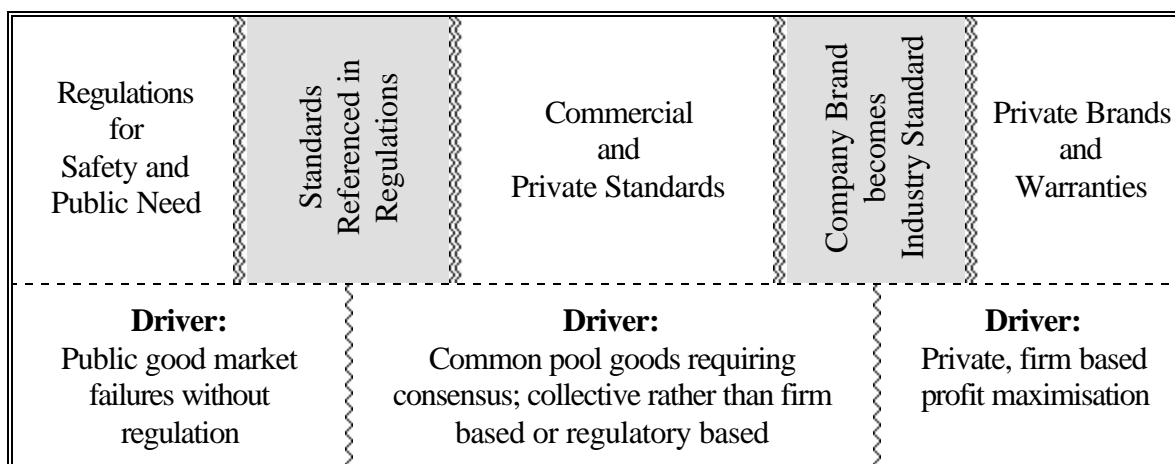 Regulations
for
Safety and
Public Need
Standards
Referenced in
Regulations
Commercial
and
Private Standards
Company Brand
becomes
Industry Standard
Private Brands
and
Warranties
Driver:
Public good market
failures without
regulation
Driver:
Common pool goods requiring
consensus; collective rather than firm
based or regulatory based
Driver:
Private, firm based
profit maximisation